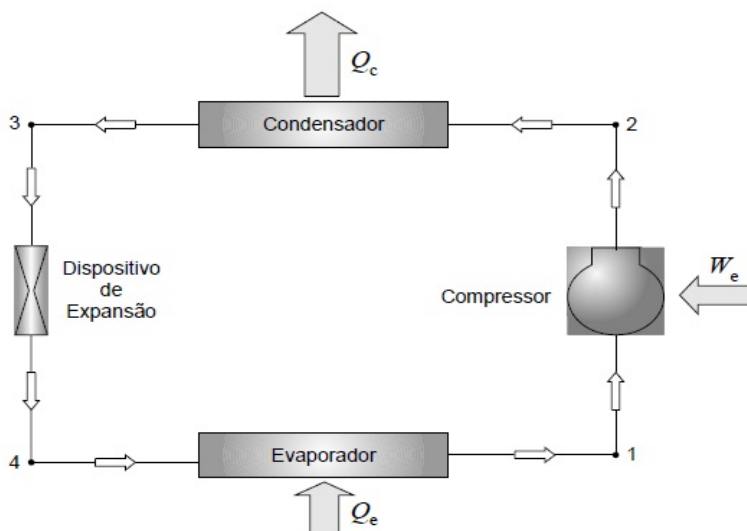 Q_c
3
Condensador
2
Dispositivo
de
Expansão
Compressor
W_e
4
Evaporador
1
Q_e